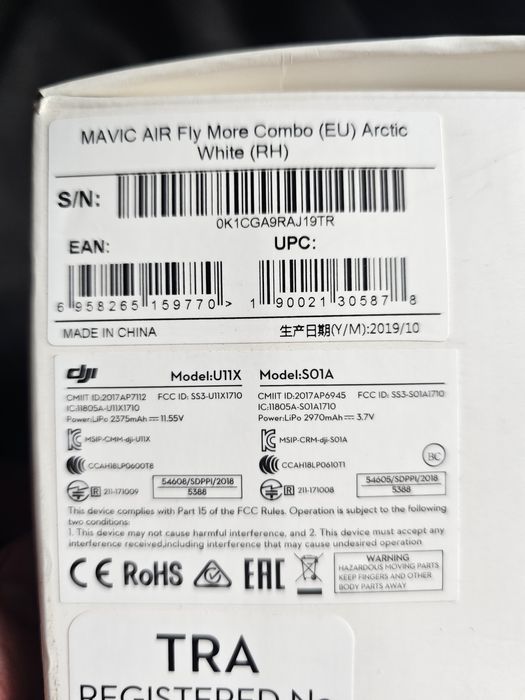 MAVIC AIR Fly More Combo (EU) Arctic
White (RH)
S/N:
0K1CGA9RAJ19TR
EAN: UPC:
6 958265 159770 > 1 90021 30587 8
MADE IN CHINA 生产日期(Y/M):2019/10
dji Model:U11X Model:S01A
CMIIT ID:2017AP7112 FCC ID: SS3-U11X1710 CMIIT ID:2017AP6945 FCC ID: SS3-S01A1710
IC:11805A-U11X1710 IC:11805A-S01A1710
Power:LiPo 2375mAh 11.55V Power:LiPo 2970mAh 3.7V
MSIP-CMM-dji-U11X MSIP-CRM-dji-S01A
BC
CCAH18LP0600T8 CCAH18LP0610T1
R 211-171009 54608/SDPPI/2018 R 211-171008 54605/SDPPI/2018
5388 5388
This device complies with Part 15 of the FCC Rules. Operation is subject to the following
two conditions:
1. This device may not cause harmful interference, and 2. This device must accept any
interference received,including interference that may cause undesired operation
CE RoHS EAC
WARNING
HAZARDOUS MOVING PARTS
KEEP FINGERS AND OTHER
BODY PARTS AWAY
TRA
REGISTERED No